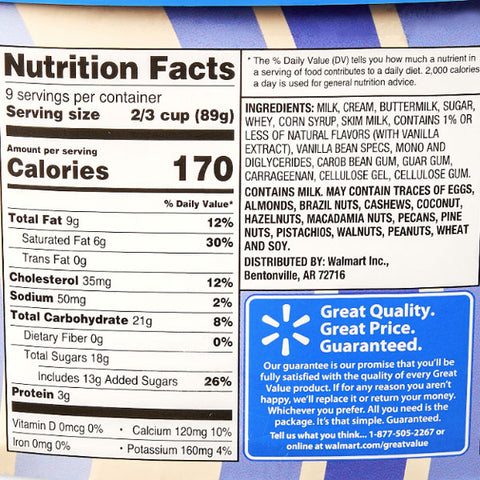 Nutrition Facts
9 servings per container
Serving size 2/3 cup (89g)
Amount per serving
Calories 170
% Daily Value*
Total Fat 9g 12%
Saturated Fat 6g 30%
Trans Fat 0g
Cholesterol 35mg 12%
Sodium 50mg 2%
Total Carbohydrate 21g 8%
Dietary Fiber 0g 0%
Total Sugars 18g
Includes 13g Added Sugars 26%
Protein 3g
Vitamin D 0mcg 0% • Calcium 120mg 10%
Iron 0mg 0% • Potassium 160mg 4%
* The % Daily Value (DV) tells you how much a nutrient in
a serving of food contributes to a daily diet. 2,000 calories
a day is used for general nutrition advice.
INGREDIENTS: MILK, CREAM, BUTTERMILK, SUGAR,
WHEY, CORN SYRUP, SKIM MILK, CONTAINS 1% OR
LESS OF NATURAL FLAVORS (WITH VANILLA
EXTRACT), VANILLA BEAN SPECS, MONO AND
DIGLYCERIDES, CAROB BEAN GUM, GUAR GUM,
CARRAGEENAN, CELLULOSE GEL, CELLULOSE GUM.
CONTAINS MILK. MAY CONTAIN TRACES OF EGGS,
ALMONDS, BRAZIL NUTS, CASHEWS, COCONUT,
HAZELNUTS, MACADAMIA NUTS, PECANS, PINE
NUTS, PISTACHIOS, WALNUTS, PEANUTS, WHEAT
AND SOY.
DISTRIBUTED BY: Walmart Inc.,
Bentonville, AR 72716
Great Quality.
Great Price.
Guaranteed.
Our guarantee is our promise that you'll be
fully satisfied with the quality of every Great
Value product. If for any reason you aren't
happy, we'll replace it or return your money.
Whichever you prefer. All you need is the
package. It's that simple. Guaranteed.
Tell us what you think... 1-877-505-2267 or
online at walmart.com/greatvalue